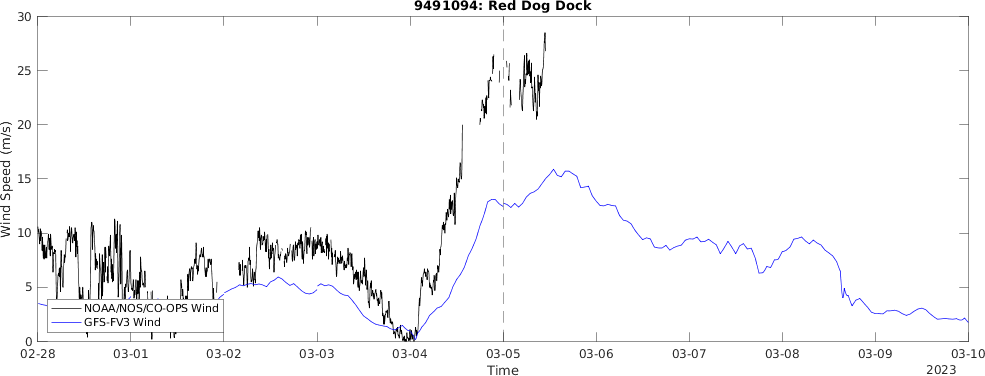 9491094: Red Dog Dock
30
25
20
15
10
5
0
Wind Speed (m/s)
NOAA/NOS/CO-OPS Wind
GFS-FV3 Wind
02-28 03-01 03-02 03-03 03-04 03-05 03-06 03-07 03-08 03-09 03-10
Time
2023